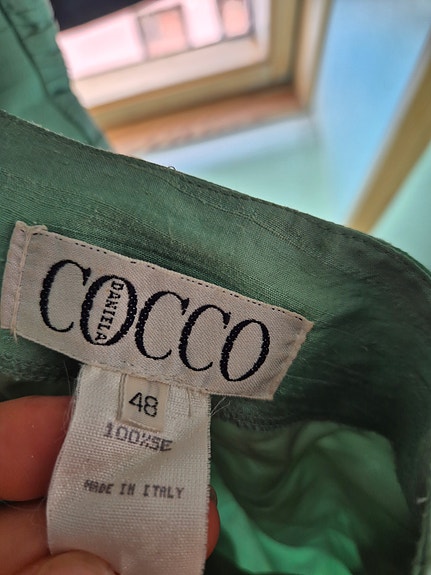 COCCO
DANIELA
48
100%SE
MADE IN ITALY